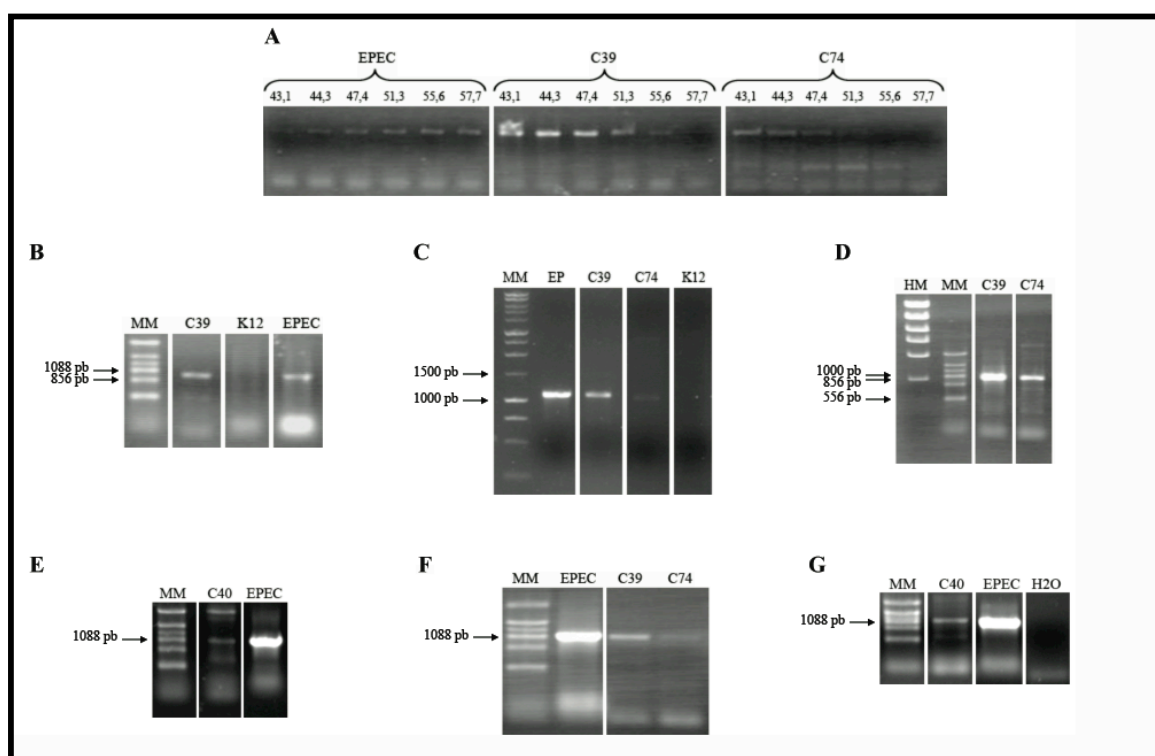 A
EPEC C39 C74
43,1 44,3 47,4 51,3 55,6 57,7 43,1 44,3 47,4 51,3 55,6 57,7 43,1 44,3 47,4 51,3 55,6 57,7
B
MM C39 K12 EPEC
1088 pb
856 pb
C
MM EP C39 C74 K12
1500 pb
1000 pb
D
HM MM C39 C74
1000 pb
856 pb
556 pb
E
MM C40 EPEC
1088 pb
F
MM EPEC C39 C74
1088 pb
G
MM C40 EPEC H2O
1088 pb